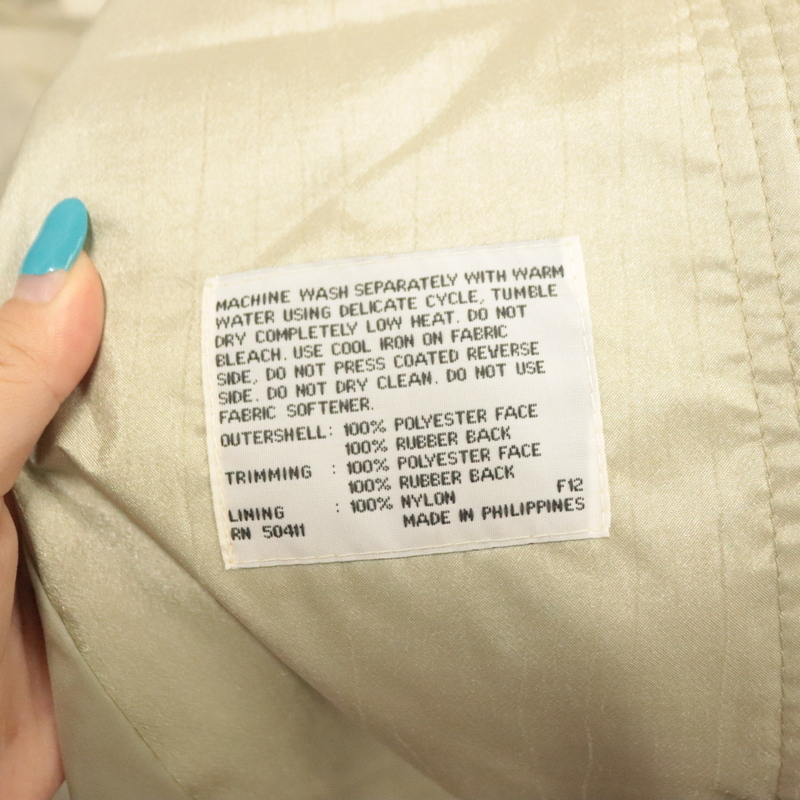 MACHINE WASH SEPARATELY WITH WARM
WATER USING DELICATE CYCLE, TUMBLE
DRY COMPLETELY LOW HEAT. DO NOT
BLEACH. USE COOL IRON ON FABRIC
SIDE, DO NOT PRESS COATED REVERSE
SIDE. DO NOT DRY CLEAN. DO NOT USE
FABRIC SOFTENER.
OUTERSHELL: 100% POLYESTER FACE
100% RUBBER BACK
TRIMMING : 100% POLYESTER FACE
100% RUBBER BACK
LINING : 100% NYLON F12
RN 50411 MADE IN PHILIPPINES